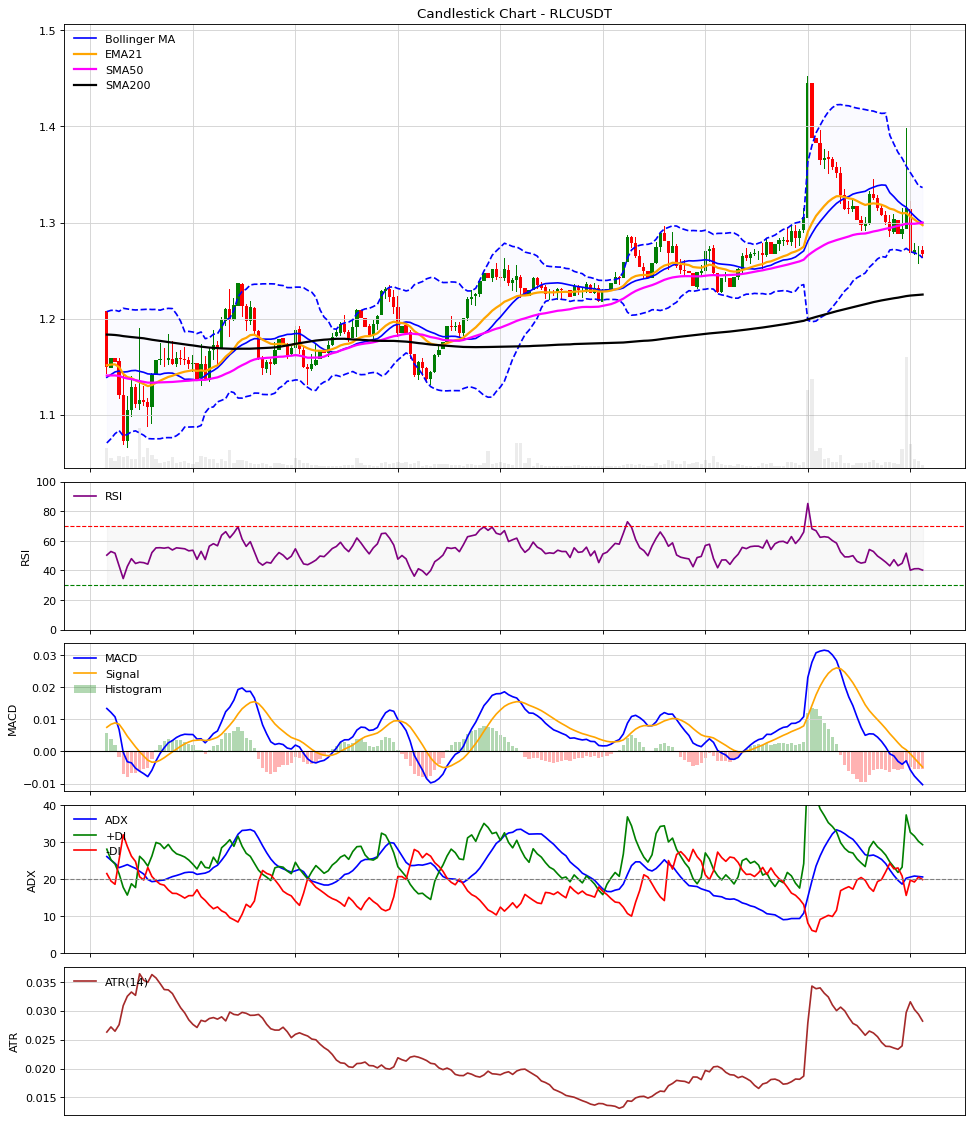 Candlestick Chart - RLCUSDT
1.5
1.4
1.3
1.2
1.1
Bollinger MA
EMA21
SMA50
SMA200
100
80
60
40
20
0
RSI
RSI
0.03
0.02
0.01
0.00
−0.01
MACD
MACD
Signal
Histogram
40
30
20
10
0
ADX
ADX
+DI
-DI
0.035
0.030
0.025
0.020
0.015
ATR
ATR(14)